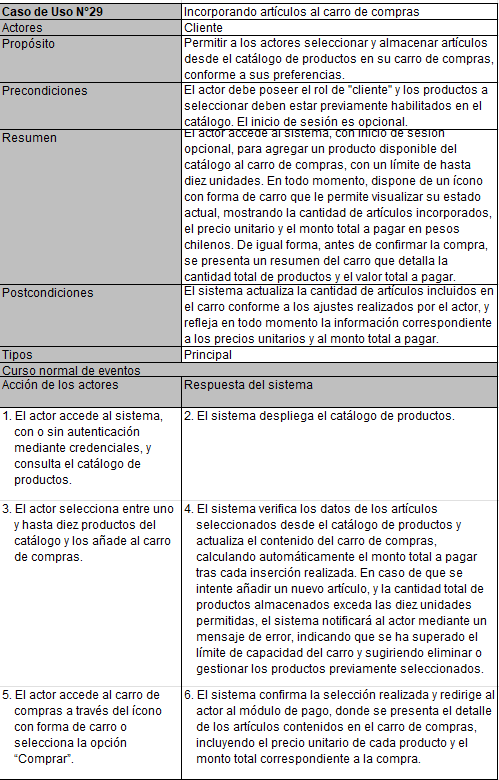 Caso de Uso N°29
Incorporando artículos al carro de compras
Actores
Cliente
Propósito
Permitir a los actores seleccionar y almacenar artículos
desde el catálogo de productos en su carro de compras,
conforme a sus preferencias.
Precondiciones
El actor debe poseer el rol de "cliente" y los productos a
seleccionar deben estar previamente habilitados en el
catálogo. El inicio de sesión es opcional.
Resumen
El actor accede al sistema, con inicio de sesión
opcional, para agregar un producto disponible del
catálogo al carro de compras, con un límite de hasta
diez unidades. En todo momento, dispone de un ícono
con forma de carro que le permite visualizar su estado
actual, mostrando la cantidad de artículos incorporados,
el precio unitario y el monto total a pagar en pesos
chilenos. De igual forma, antes de confirmar la compra,
se presenta un resumen del carro que detalla la
cantidad total de productos y el valor total a pagar.
Postcondiciones
El sistema actualiza la cantidad de artículos incluidos en
el carro conforme a los ajustes realizados por el actor, y
refleja en todo momento la información correspondiente
a los precios unitarios y al monto total a pagar.
Tipos
Principal
Curso normal de eventos
Acción de los actores
Respuesta del sistema
1. El actor accede al sistema,
con o sin autenticación
mediante credenciales, y
consulta el catálogo de
productos.
2. El sistema despliega el catálogo de productos.
3. El actor selecciona entre uno
y hasta diez productos del
catálogo y los añade al carro
de compras.
4. El sistema verifica los datos de los artículos
seleccionados desde el catálogo de productos y
actualiza el contenido del carro de compras,
calculando automáticamente el monto total a pagar
tras cada inserción realizada. En caso de que se
intente añadir un nuevo artículo, y la cantidad total de
productos almacenados exceda las diez unidades
permitidas, el sistema notificará al actor mediante un
mensaje de error, indicando que se ha superado el
límite de capacidad del carro y sugiriendo eliminar o
gestionar los productos previamente seleccionados.
5. El actor accede al carro de
compras a través del ícono
con forma de carro o
selecciona la opción
“Comprar”.
6. El sistema confirma la selección realizada y redirige al
actor al módulo de pago, donde se presenta el detalle
de los artículos contenidos en el carro de compras,
incluyendo el precio unitario de cada producto y el
monto total correspondiente a la compra.